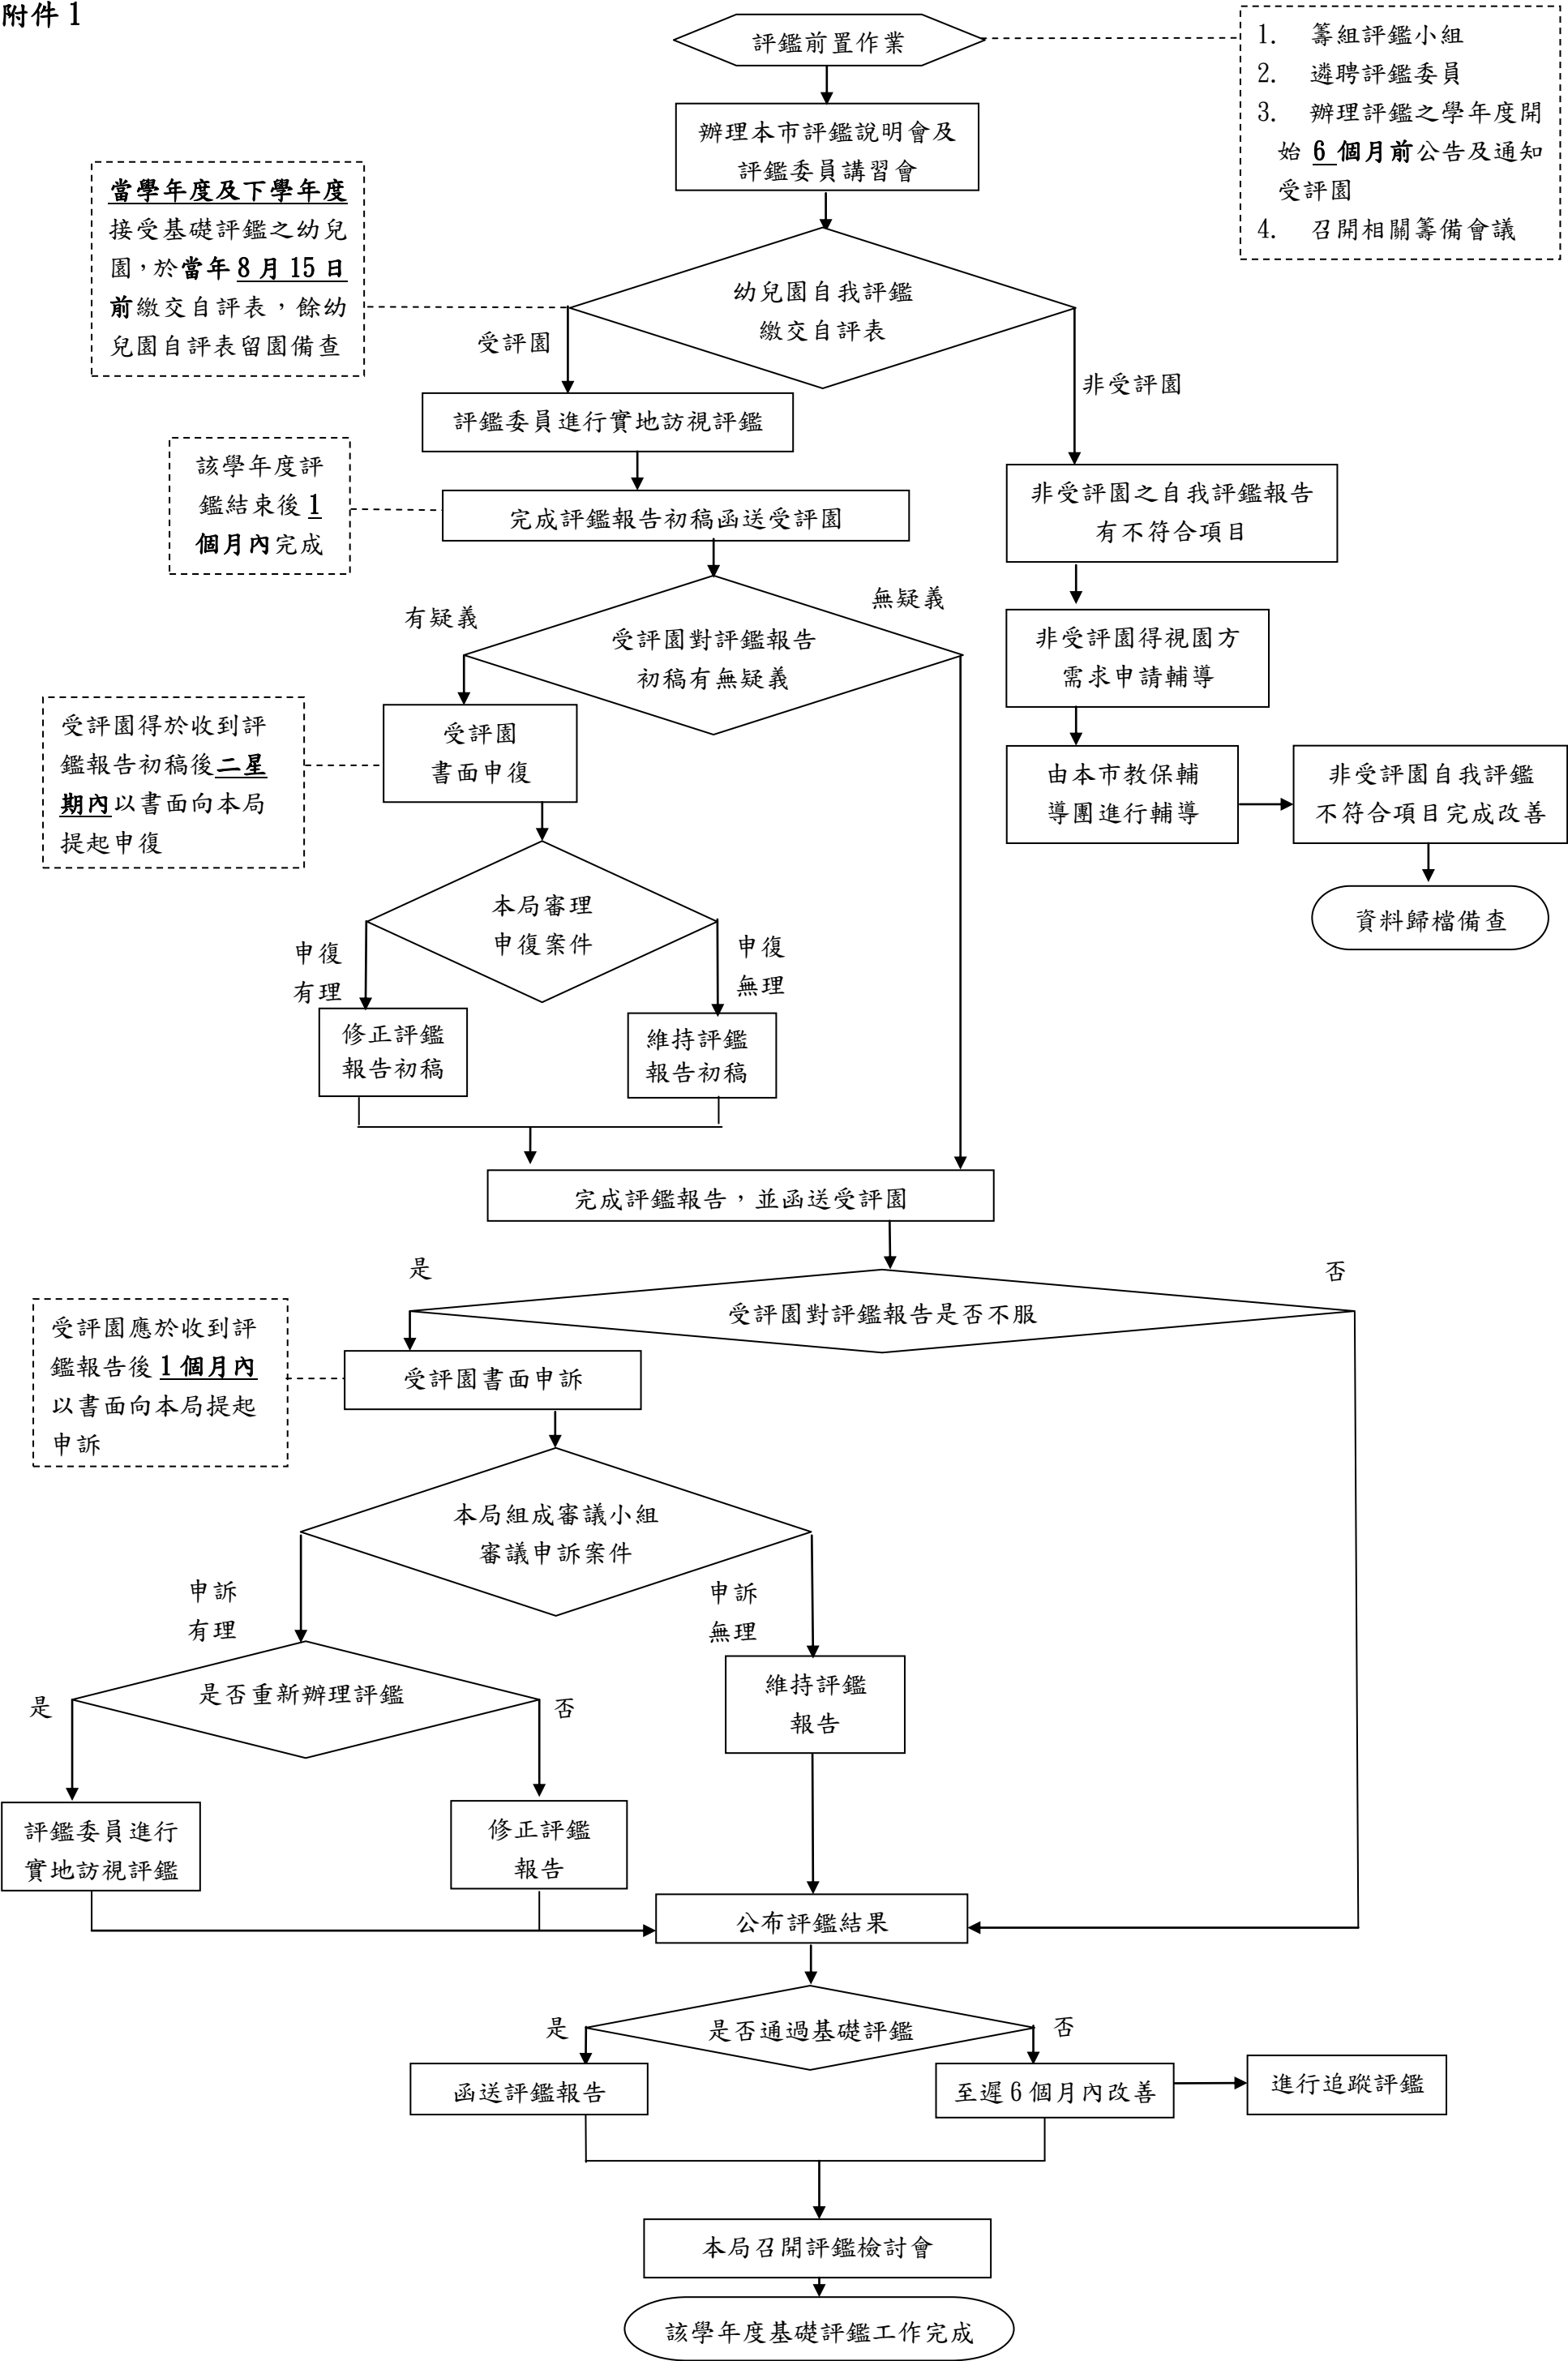 附件1
評鑑前置作業
1. 籌組評鑑小組
2. 遴聘評鑑委員
3. 辦理評鑑之學年度開
始 6 個月前公告及通知
受評園
4. 召開相關籌備會議
辦理本市評鑑說明會及
評鑑委員講習會
當學年度及下學年度
接受基礎評鑑之幼兒
園,於當年 8 月 15 日
前繳交自評表,餘幼
兒園自評表留園備查
幼兒園自我評鑑
繳交自評表
受評園
非受評園
評鑑委員進行實地訪視評鑑
該學年度評
鑑結束後 1
個月內完成
完成評鑑報告初稿函送受評園
非受評園之自我評鑑報告
有不符合項目
有疑義
無疑義
受評園對評鑑報告
初稿有無疑義
非受評園得視園方
需求申請輔導
受評園得於收到評
鑑報告初稿後二星
期內以書面向本局
提起申復
受評園
書面申復
由本市教保輔
導團進行輔導
非受評園自我評鑑
不符合項目完成改善
資料歸檔備查
本局審理
申復案件
申復
有理
申復
無理
修正評鑑
報告初稿
維持評鑑
報告初稿
完成評鑑報告,並函送受評園
是
否
受評園對評鑑報告是否不服
受評園應於收到評
鑑報告後 1 個月內
以書面向本局提起
申訴
受評園書面申訴
本局組成審議小組
審議申訴案件
申訴
有理
申訴
無理
是否重新辦理評鑑
是
否
維持評鑑
報告
評鑑委員進行
實地訪視評鑑
修正評鑑
報告
公布評鑑結果
是否通過基礎評鑑
是
否
函送評鑑報告
至遲 6 個月內改善
進行追蹤評鑑
本局召開評鑑檢討會
該學年度基礎評鑑工作完成